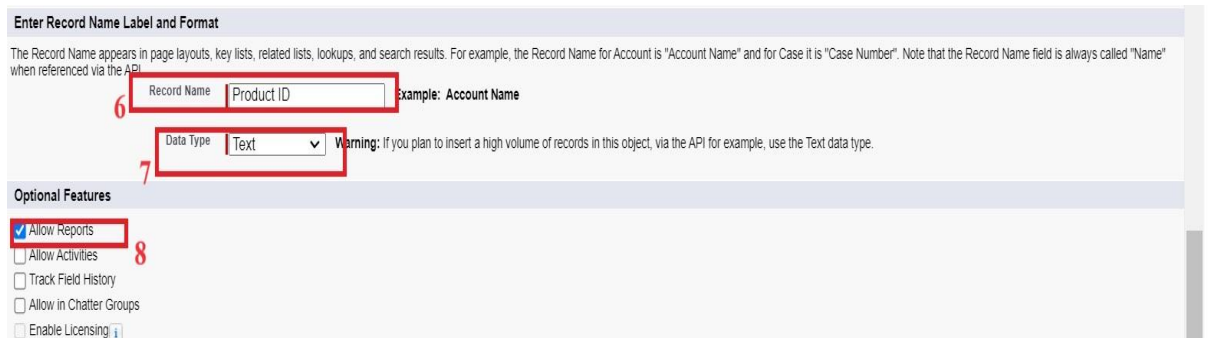 Enter Record Name Label and Format
The Record Name appears in page layouts, key lists, related lists, lookups, and search results. For example, the Record Name for Account is "Account Name" and for Case it is "Case Number". Note that the Record Name field is always called "Name"
when referenced via the API.
6 Record Name Product ID Example: Account Name
7 Data Type Text Warning: If you plan to insert a high volume of records in this object, via the API for example, use the Text data type.
Optional Features
Allow Reports
8
Allow Activities
Track Field History
Allow in Chatter Groups
Enable Licensing i